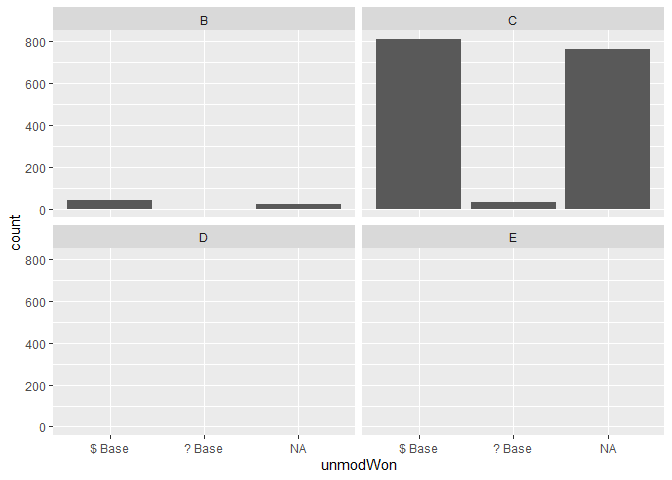 B
C
800
600
400
200
0
D
E
800
600
400
200
0
$ Base
? Base
NA
$ Base
? Base
NA
unmodWon
count